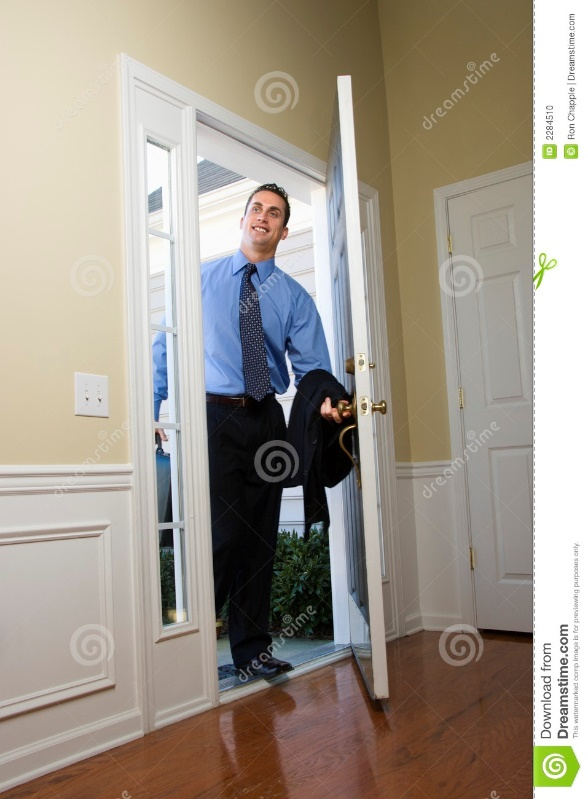 dreamstime
dreamstime
dreamstime
dreamstime
dreamstime
ID 2284510
© Ron Chapple | Dreamstime.com
Download from
Dreamstime.com
This watermarked comp image is for previewing purposes only.